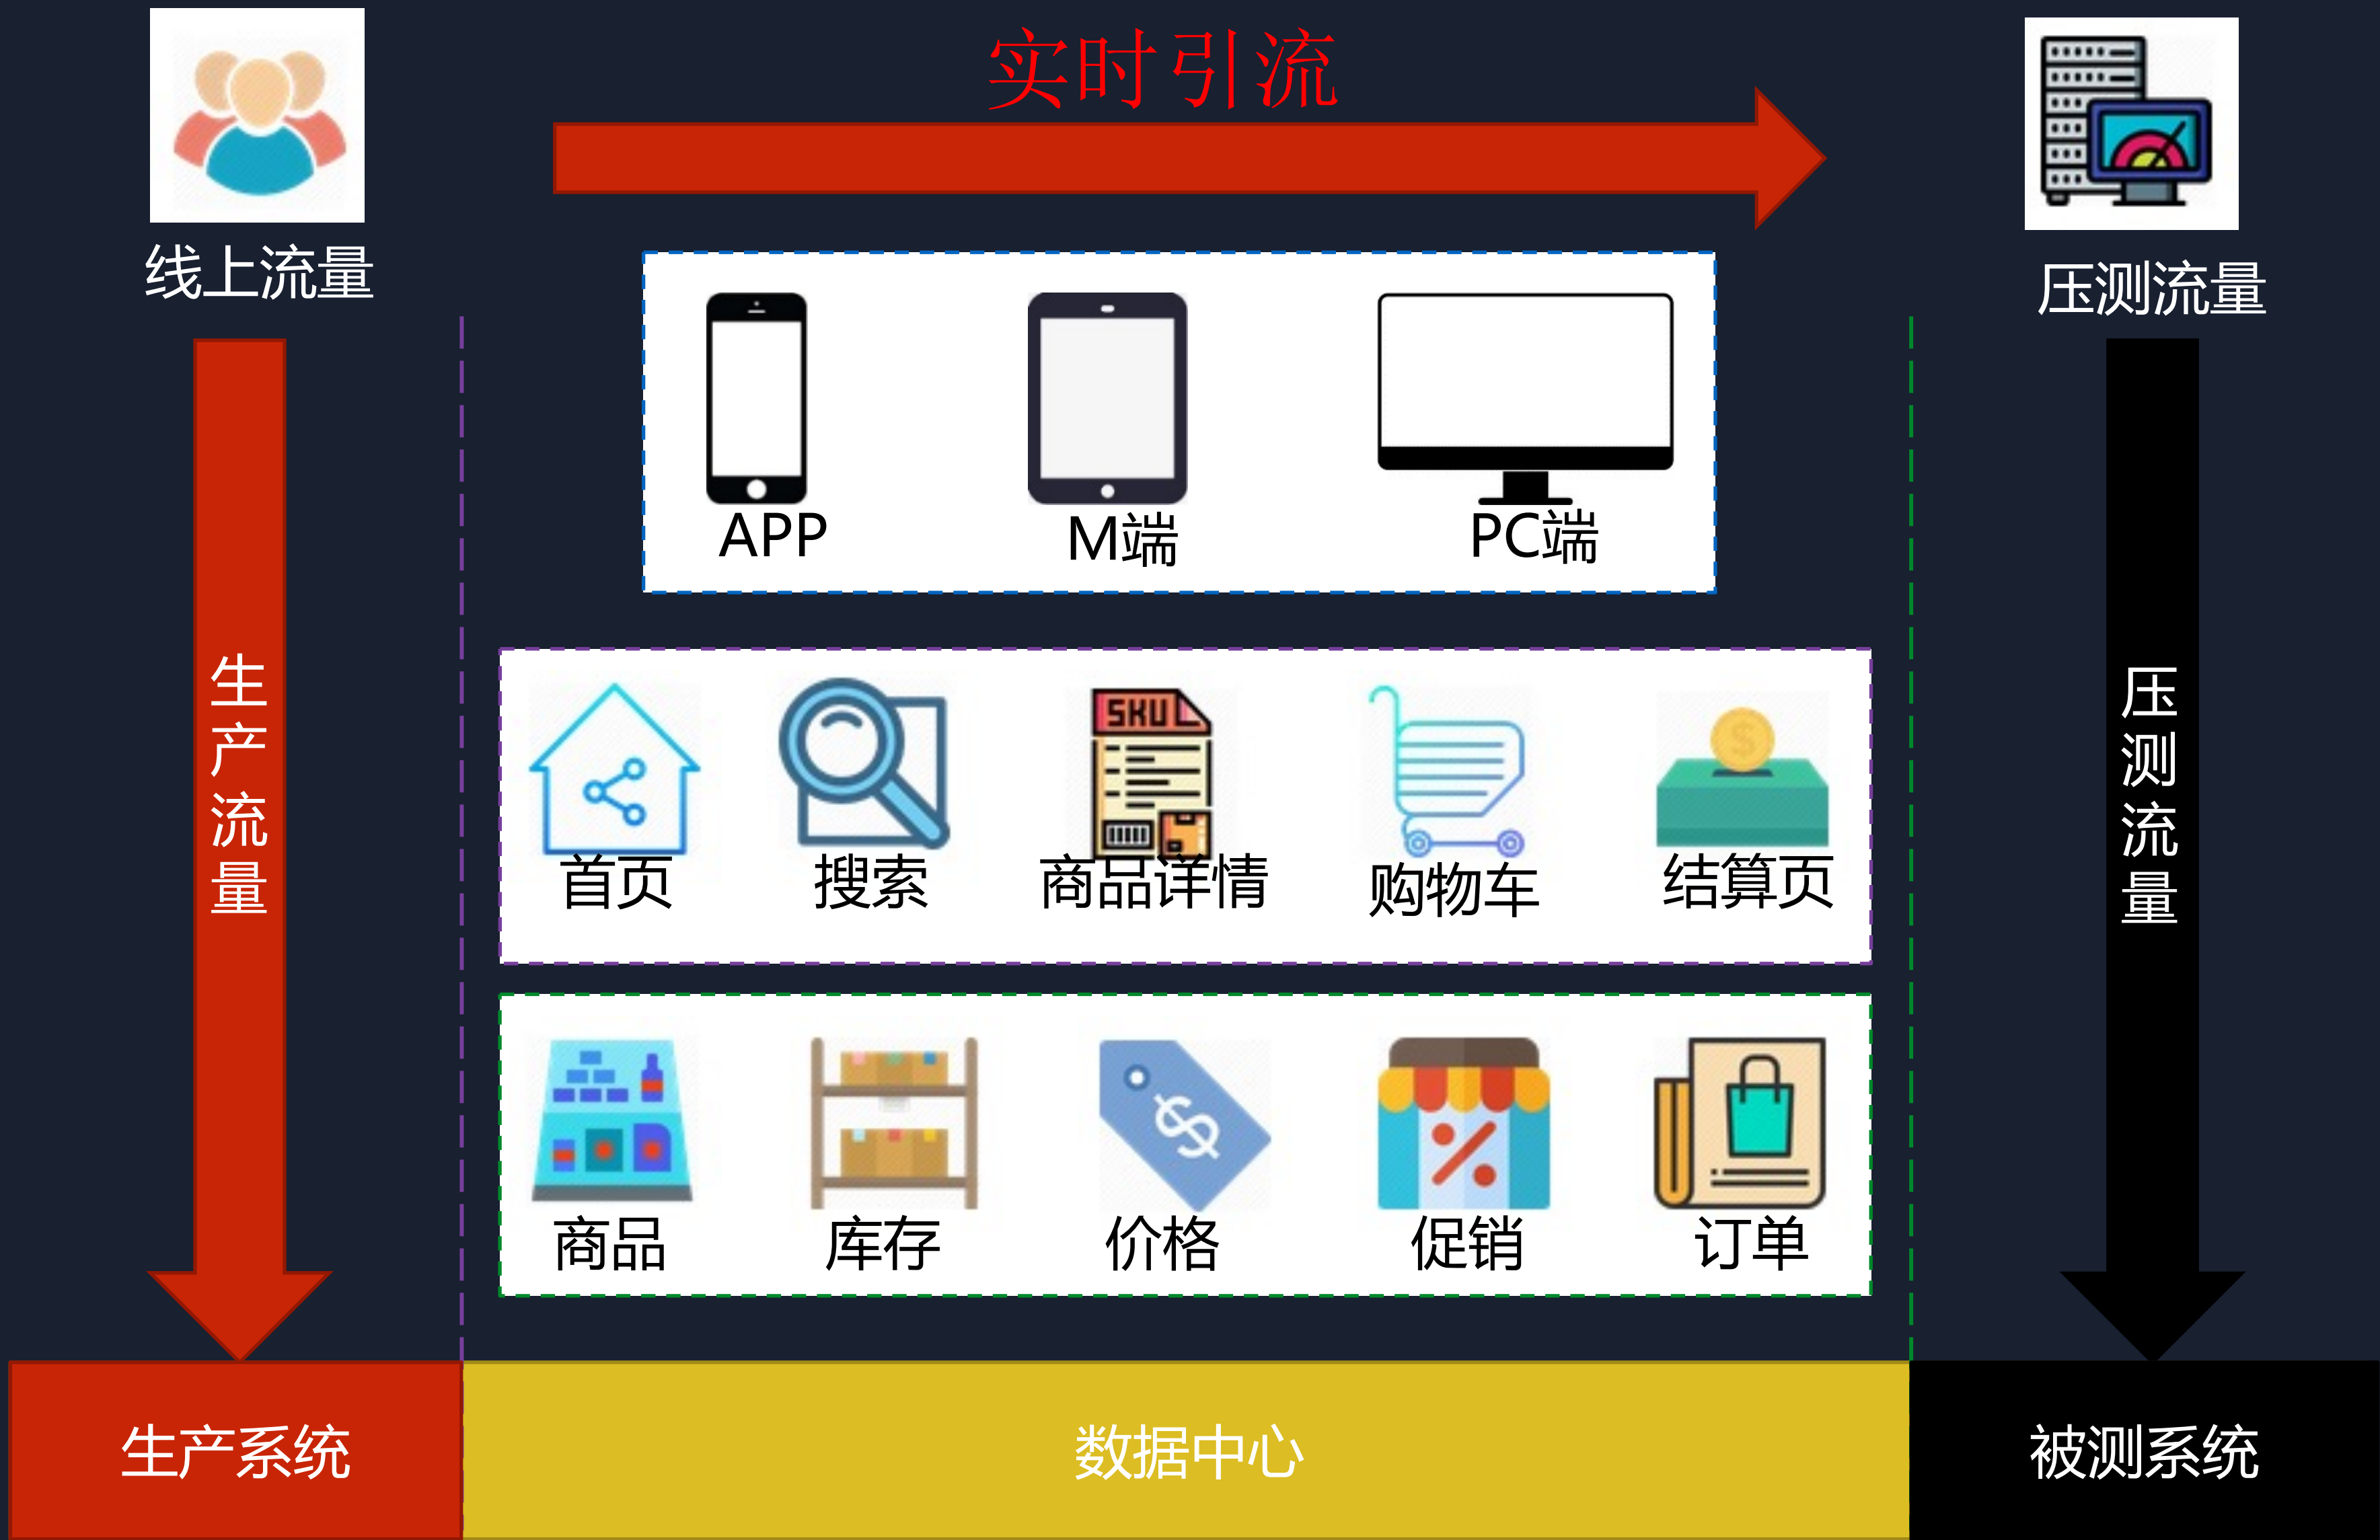 实时引流
线上流量
压测流量
APP
M端
PC端
生产流量
压测流量
SKU
首页
搜索
商品详情
购物车
结算页
商品
库存
价格
促销
订单
生产系统
数据中心
被测系统